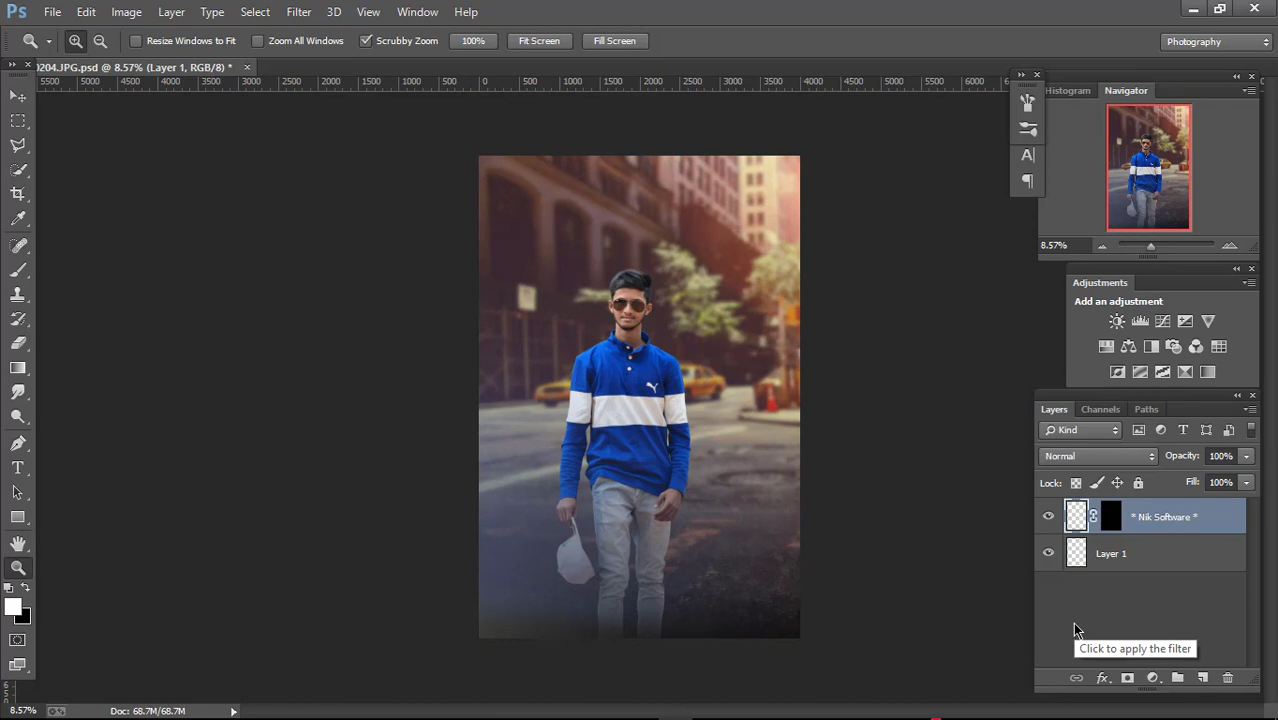 Ps File Edit Image Layer Type Select Filter 3D View Window Help
Resize Windows to Fit Zoom All Windows Scrubby Zoom 100% Fit Screen Fill Screen Photography
0204.JPG.psd @ 8.57% (Layer 1, RGB/8) *
5500 5000 4500 4000 3500 3000 2500 2000 1500 1000 500 0 500 1000 1500 2000 2500 3000 3500 4000 4500 5000 5500 6000
Histogram Navigator
8.57%
Adjustments
Add an adjustment
Layers Channels Paths
Kind
Normal Opacity: 100%
Lock: Fill: 100%
* Nik Software *
Layer 1
Click to apply the filter
8.57% Doc: 68.7M/68.7M